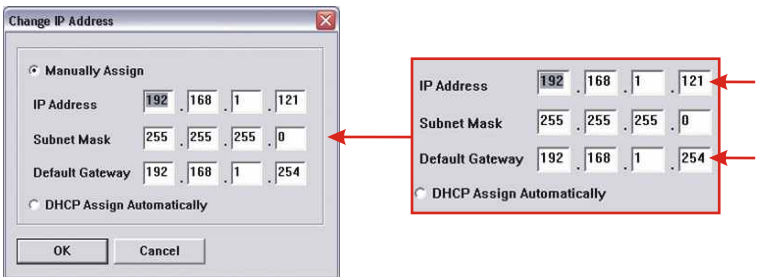 Change IP Address
Manually Assign
IP Address 192 . 168 . 1 . 121
Subnet Mask 255 . 255 . 255 . 0
Default Gateway 192 . 168 . 1 . 254
DHCP Assign Automatically
OK Cancel
IP Address 192 . 168 . 1 . 121
Subnet Mask 255 . 255 . 255 . 0
Default Gateway 192 . 168 . 1 . 254
DHCP Assign Automatically